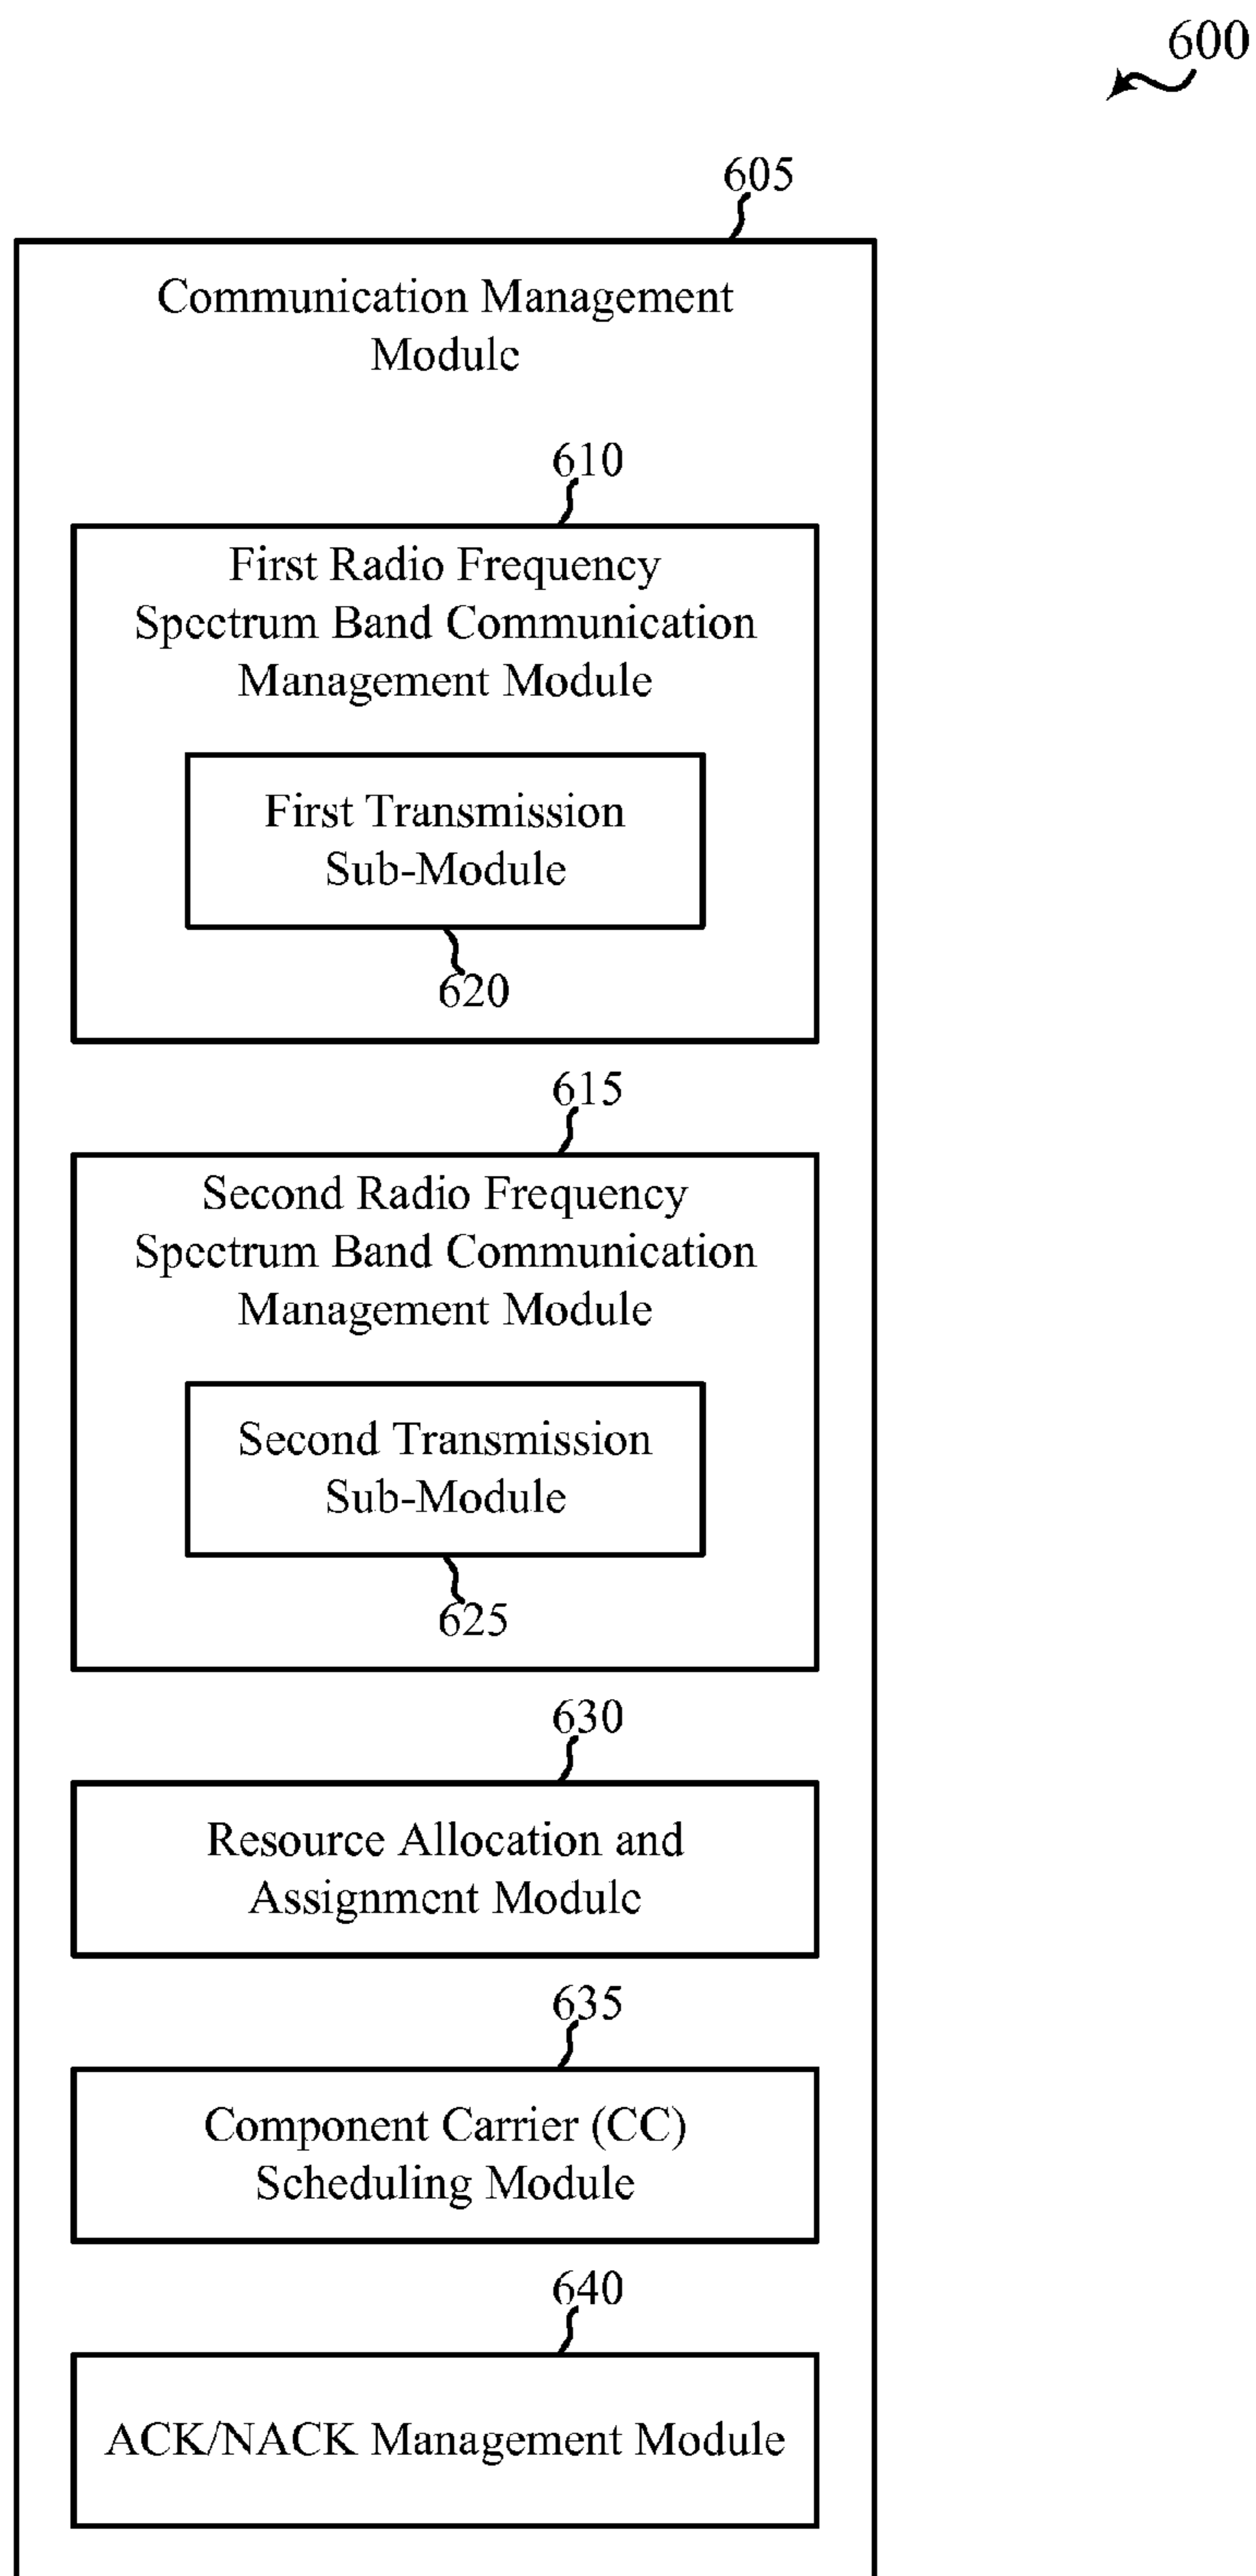 600
605
Communication Management
Module
610
First Radio Frequency
Spectrum Band Communication
Management Module
First Transmission
Sub-Module
620
615
Second Radio Frequency
Spectrum Band Communication
Management Module
Second Transmission
Sub-Module
625
630
Resource Allocation and
Assignment Module
635
Component Carrier (CC)
Scheduling Module
640
ACK/NACK Management Module